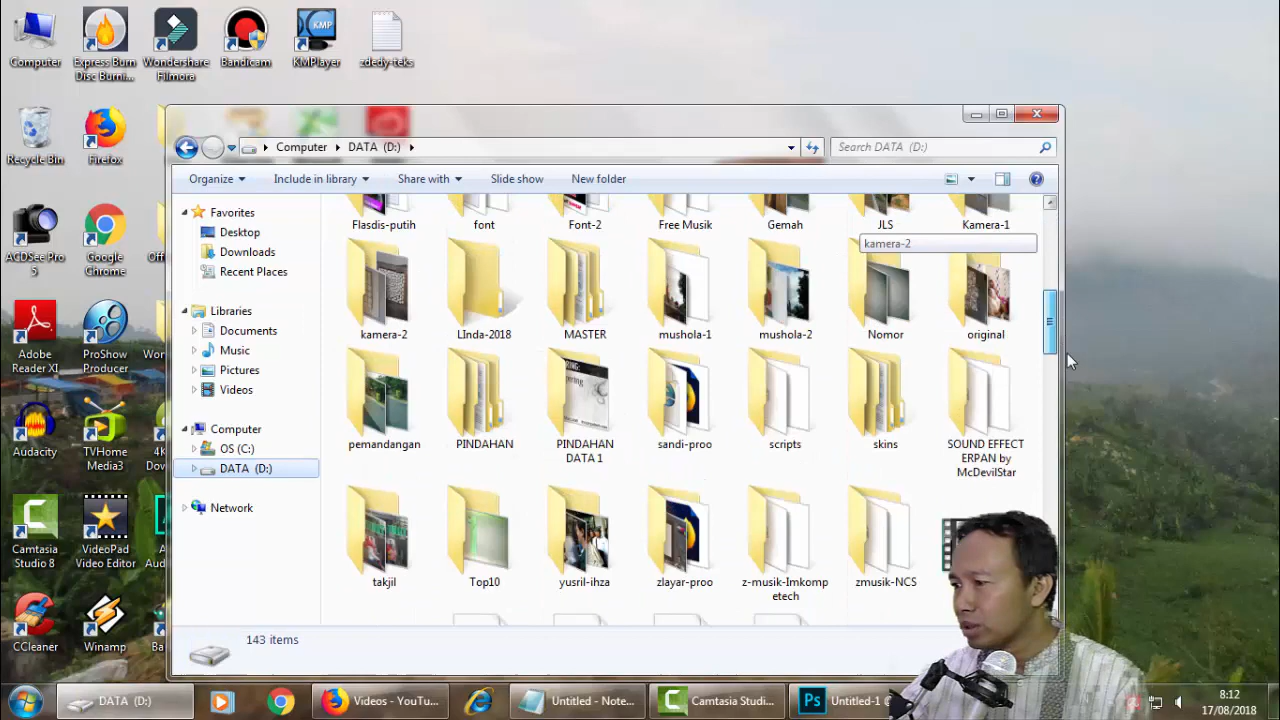 Computer
Express Burn
Disc Burni...
Wondershare
Filmora
Bandicam
KMP
KMPlayer
zdedy-teks
Recycle Bin
Firefox
ACDSee Pro
5
Google
Chrome
Adobe
Reader XI
ProShow
Producer
Audacity
TVHome
Media3
Camtasia
Studio 8
VideoPad
Video Editor
CCleaner
Winamp
Computer
DATA (D:)
Search DATA (D:)
Organize
Include in library
Share with
Slide show
New folder
Favorites
Desktop
Downloads
Recent Places
Libraries
Documents
Music
Pictures
Videos
Computer
OS (C:)
DATA (D:)
Network
Flasdis-putih
font
Font-2
Free Musik
Gemah
JLS
Kamera-1
kamera-2
kamera-2
LInda-2018
MASTER
mushola-1
mushola-2
Nomor
original
pemandangan
PINDAHAN
PINDAHAN
DATA 1
sandi-proo
scripts
skins
SOUND EFFECT
ERPAN by
McDevilStar
takjil
Top10
yusril-ihza
zlayar-proo
z-musik-Imkomp
etech
zmusik-NCS
143 items
DATA (D:)
Videos - YouTu...
Untitled - Note...
Camtasia Studi...
Ps
Untitled-1 @
8:12
17/08/2018